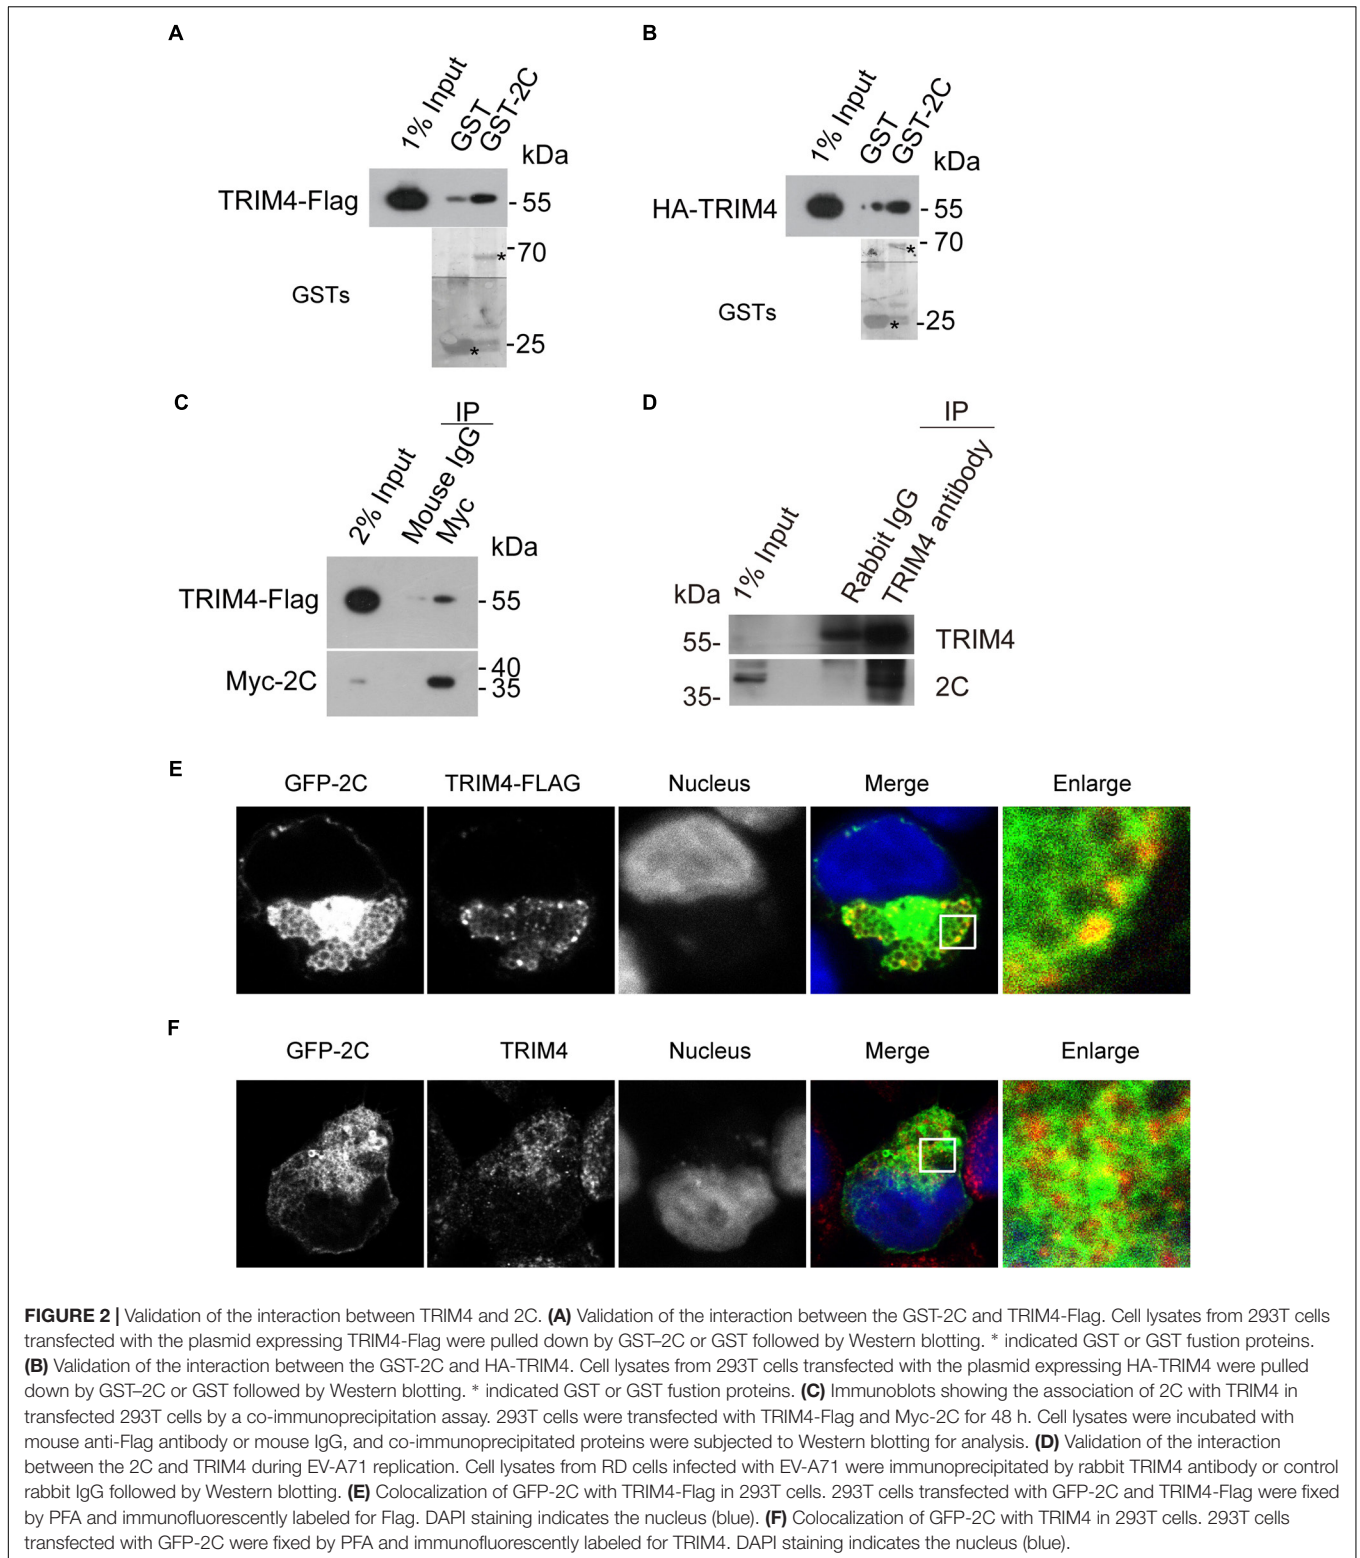 A
1% Input
GST
GST-2C
kDa
TRIM4-Flag
- 55
-70
*
GSTs
*
-25
B
1% Input
GST
GST-2C
kDa
HA-TRIM4
- 55
- 70
*
GSTs
*
-25
C
IP
2% Input
Mouse IgG
Myc
kDa
TRIM4-Flag
- 55
Myc-2C
- 40
- 35
D
IP
1% Input
Rabbit IgG
TRIM4 antibody
kDa
55-
TRIM4
35-
2C
E
GFP-2C TRIM4-FLAG Nucleus Merge Enlarge
F
GFP-2C TRIM4 Nucleus Merge Enlarge
FIGURE 2 | Validation of the interaction between TRIM4 and 2C. (A) Validation of the interaction between the GST-2C and TRIM4-Flag. Cell lysates from 293T cells
transfected with the plasmid expressing TRIM4-Flag were pulled down by GST–2C or GST followed by Western blotting. * indicated GST or GST fustion proteins.
(B) Validation of the interaction between the GST-2C and HA-TRIM4. Cell lysates from 293T cells transfected with the plasmid expressing HA-TRIM4 were pulled
down by GST–2C or GST followed by Western blotting. * indicated GST or GST fustion proteins. (C) Immunoblots showing the association of 2C with TRIM4 in
transfected 293T cells by a co-immunoprecipitation assay. 293T cells were transfected with TRIM4-Flag and Myc-2C for 48 h. Cell lysates were incubated with
mouse anti-Flag antibody or mouse IgG, and co-immunoprecipitated proteins were subjected to Western blotting for analysis. (D) Validation of the interaction
between the 2C and TRIM4 during EV-A71 replication. Cell lysates from RD cells infected with EV-A71 were immunoprecipitated by rabbit TRIM4 antibody or control
rabbit IgG followed by Western blotting. (E) Colocalization of GFP-2C with TRIM4-Flag in 293T cells. 293T cells transfected with GFP-2C and TRIM4-Flag were fixed
by PFA and immunofluorescently labeled for Flag. DAPI staining indicates the nucleus (blue). (F) Colocalization of GFP-2C with TRIM4 in 293T cells. 293T cells
transfected with GFP-2C were fixed by PFA and immunofluorescently labeled for TRIM4. DAPI staining indicates the nucleus (blue).